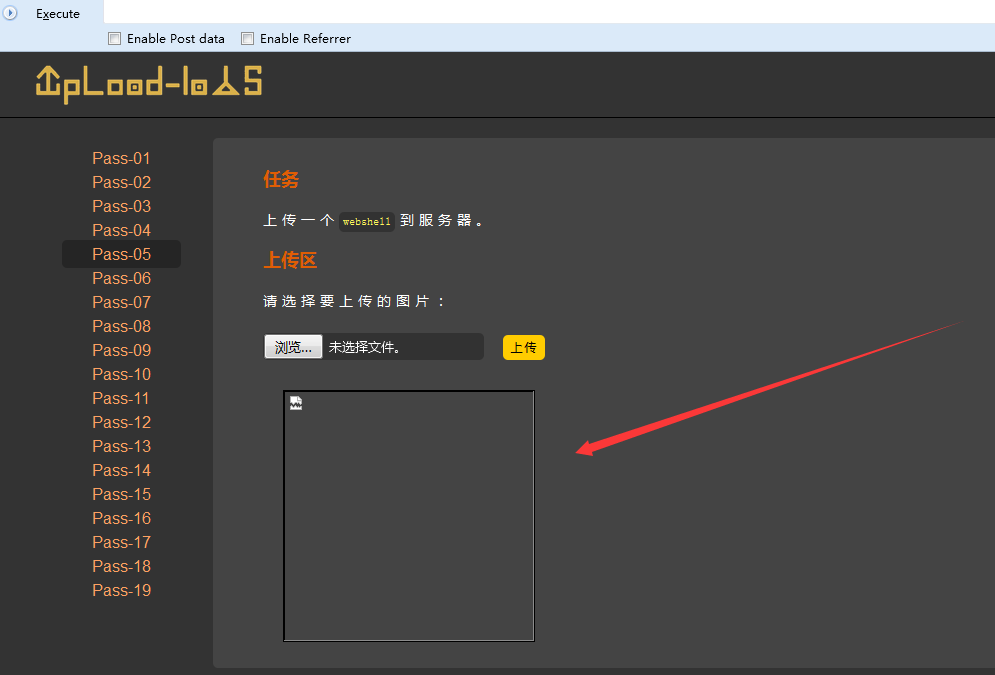 Execute
Enable Post data Enable Referrer
UpLoad-labs
Pass-01
Pass-02
Pass-03
Pass-04
Pass-05
Pass-06
Pass-07
Pass-08
Pass-09
Pass-10
Pass-11
Pass-12
Pass-13
Pass-14
Pass-15
Pass-16
Pass-17
Pass-18
Pass-19
任务
上传一个 webshell 到服务器。
上传区
请选择要上传的图片：
浏览... 未选择文件。 上传